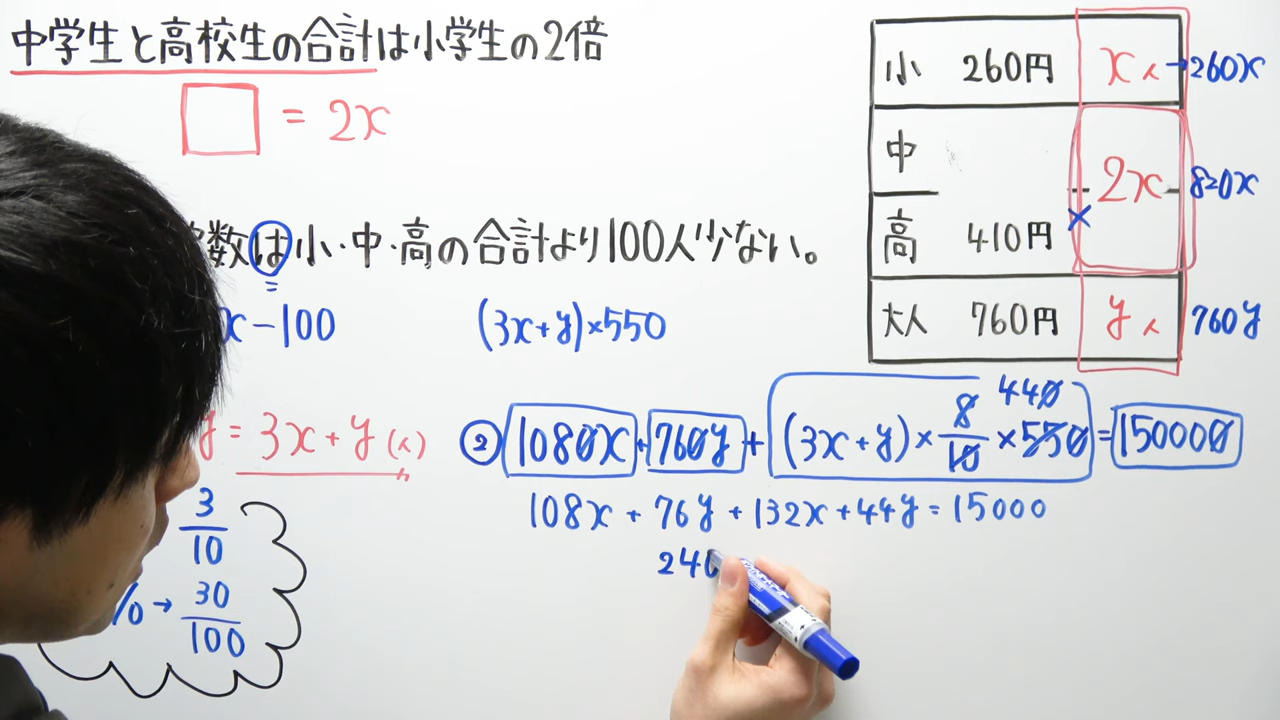 中学生と高校生の合計は小学生の2倍
□ = 2x
数は小・中・高の合計より100人少ない。
=
x-100
(3x+y)×550
y = 3x+y(人)
3/10
% → 30/100
小 260円 x人 → 260x
中 2x 820x
高 410円 ×
大人 760円 y人 760y
440
② 1080x + 760y + (3x+y) × 8/10 × 550 = 150000
108x + 76y + 132x + 44y = 15000
240